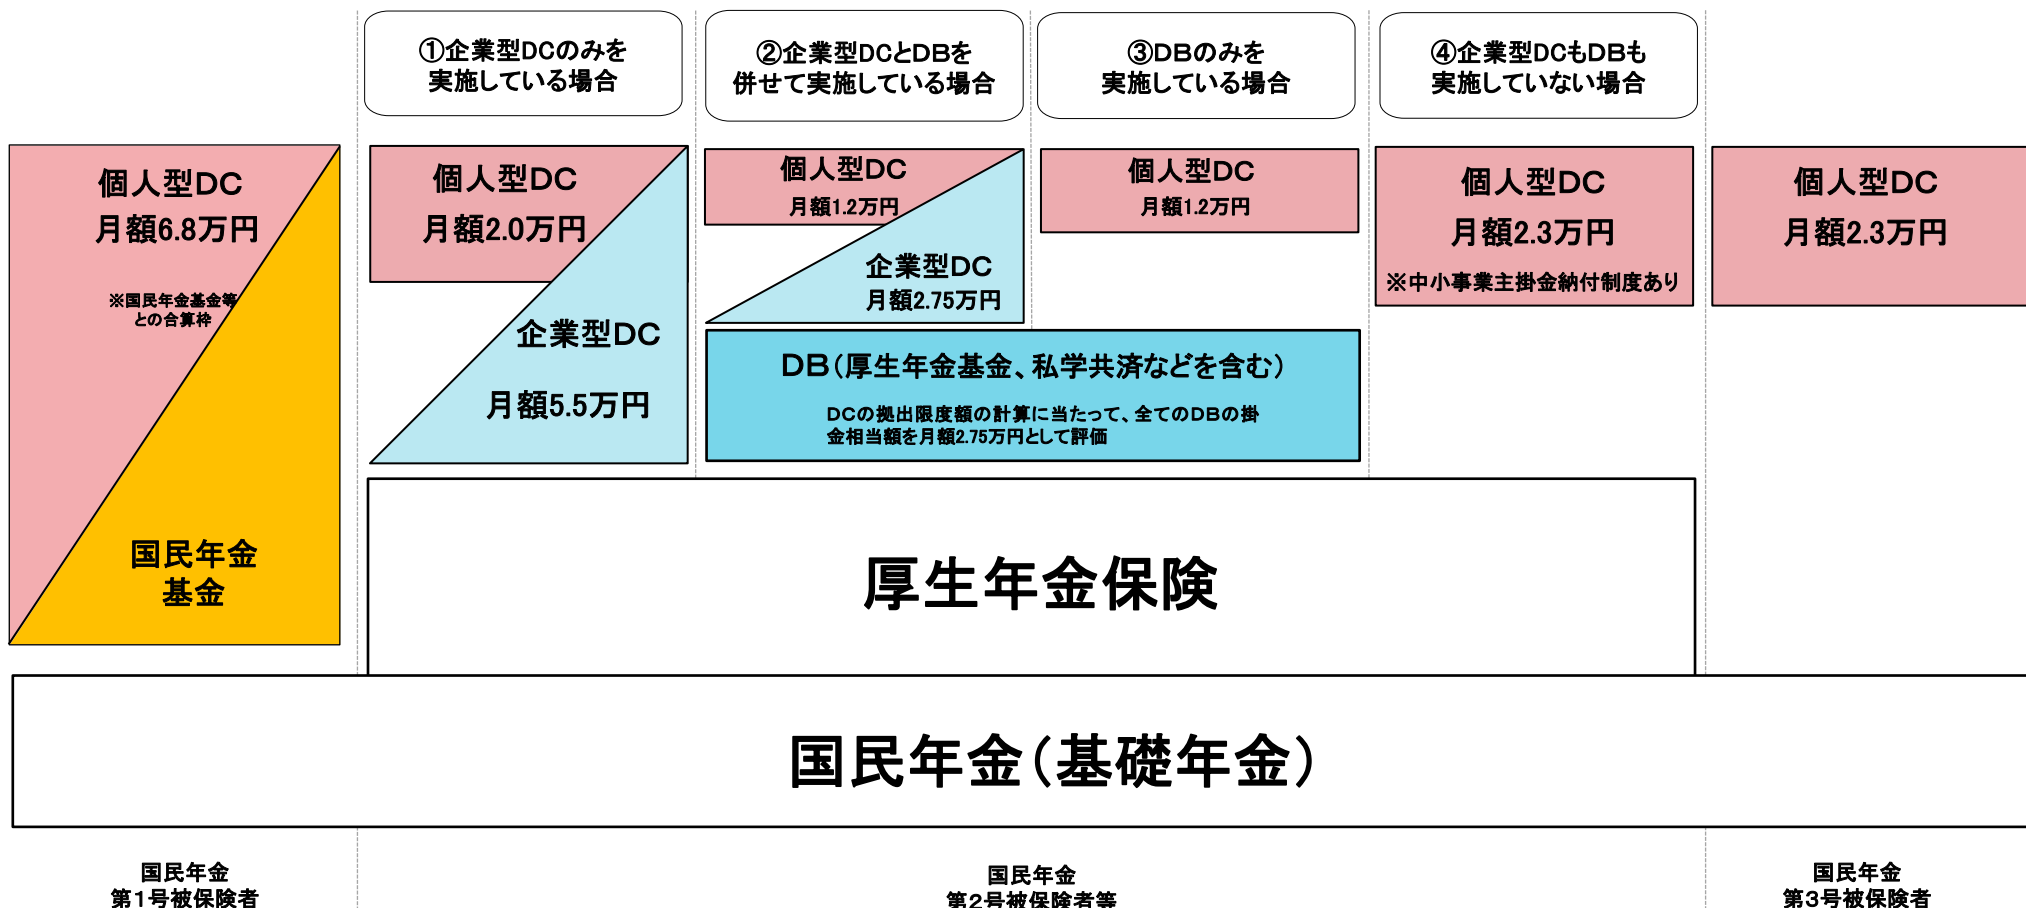 ①企業型DCのみを
実施している場合
②企業型DCとDBを
併せて実施している場合
③DBのみを
実施している場合
④企業型DCもDBも
実施していない場合
個人型DC
月額6.8万円
※国民年金基金等
との合算枠
国民年金
基金
個人型DC
月額2.0万円
企業型DC
月額5.5万円
個人型DC
月額1.2万円
企業型DC
月額2.75万円
個人型DC
月額1.2万円
個人型DC
月額2.3万円
※中小事業主掛金納付制度あり
個人型DC
月額2.3万円
DB(厚生年金基金、私学共済などを含む)
DCの拠出限度額の計算に当たって、全てのDBの掛
金相当額を月額2.75万円として評価
厚生年金保険
国民年金(基礎年金)
国民年金
第1号被保険者
国民年金
第2号被保険者等
国民年金
第3号被保険者